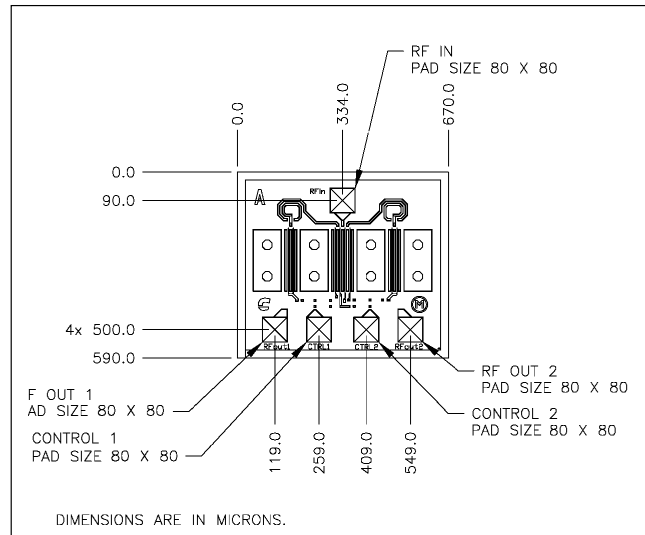 RF IN
PAD SIZE 80 X 80
0.0
334.0
670.0
0.0
90.0
RFin
A
C
M
4x 500.0
590.0
RFout1
CTRL1
CTRL2
RFout2
F OUT 1
AD SIZE 80 X 80
CONTROL 1
PAD SIZE 80 X 80
RF OUT 2
PAD SIZE 80 X 80
CONTROL 2
PAD SIZE 80 X 80
119.0
259.0
409.0
549.0
DIMENSIONS ARE IN MICRONS.